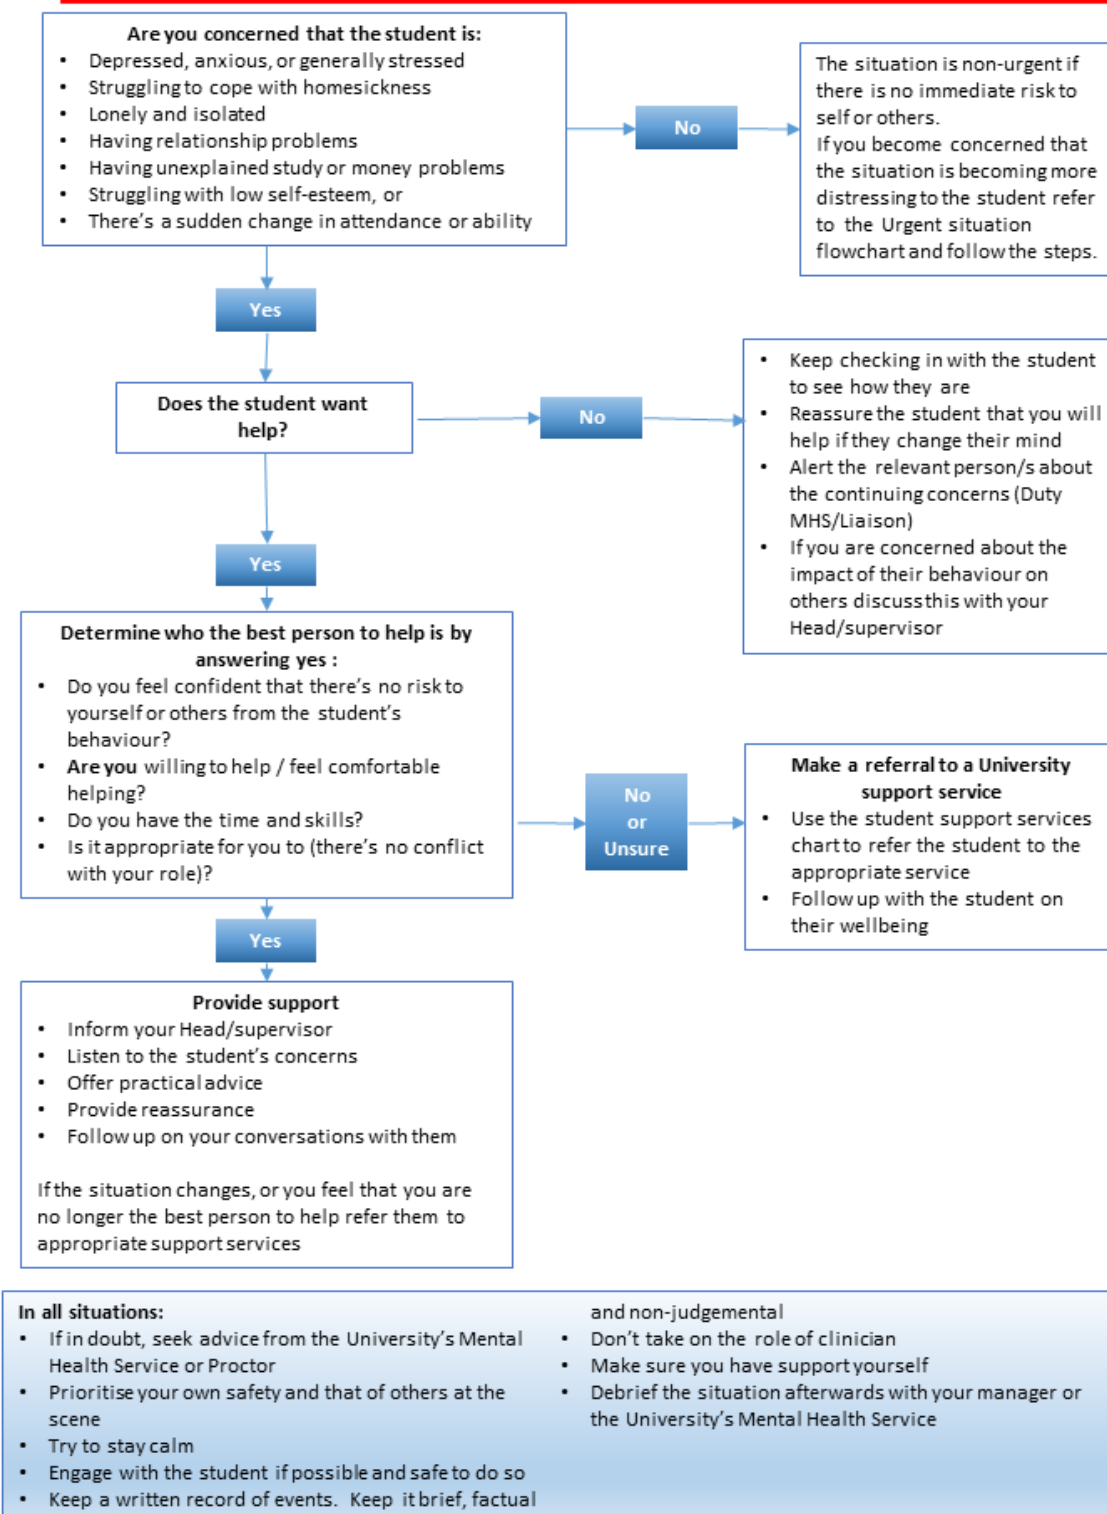 Are you concerned that the student is:
• Depressed, anxious, or generally stressed
• Struggling to cope with homesickness
• Lonely and isolated
• Having relationship problems
• Having unexplained study or money problems
• Struggling with low self-esteem, or
• There's a sudden change in attendance or ability
No
The situation is non-urgent if
there is no immediate risk to
self or others.
If you become concerned that
the situation is becoming more
distressing to the student refer
to the Urgent situation
flowchart and follow the steps.
Yes
Does the student want
help?
No
• Keep checking in with the student
to see how they are
• Reassure the student that you will
help if they change their mind
• Alert the relevant person/s about
the continuing concerns (Duty
MHS/Liaison)
• If you are concerned about the
impact of their behaviour on
others discuss this with your
Head/supervisor
Yes
Determine who the best person to help is by
answering yes :
• Do you feel confident that there's no risk to
yourself or others from the student's
behaviour?
• Are you willing to help / feel comfortable
helping?
• Do you have the time and skills?
• Is it appropriate for you to (there's no conflict
with your role)?
No
or
Unsure
Make a referral to a University
support service
• Use the student support services
chart to refer the student to the
appropriate service
• Follow up with the student on
their wellbeing
Yes
Provide support
• Inform your Head/supervisor
• Listen to the student's concerns
• Offer practical advice
• Provide reassurance
• Follow up on your conversations with them
If the situation changes, or you feel that you are
no longer the best person to help refer them to
appropriate support services
In all situations:
• If in doubt, seek advice from the University's Mental
Health Service or Proctor
• Prioritise your own safety and that of others at the
scene
• Try to stay calm
• Engage with the student if possible and safe to do so
• Keep a written record of events. Keep it brief, factual
and non-judgemental
• Don't take on the role of clinician
• Make sure you have support yourself
• Debrief the situation afterwards with your manager or
the University's Mental Health Service